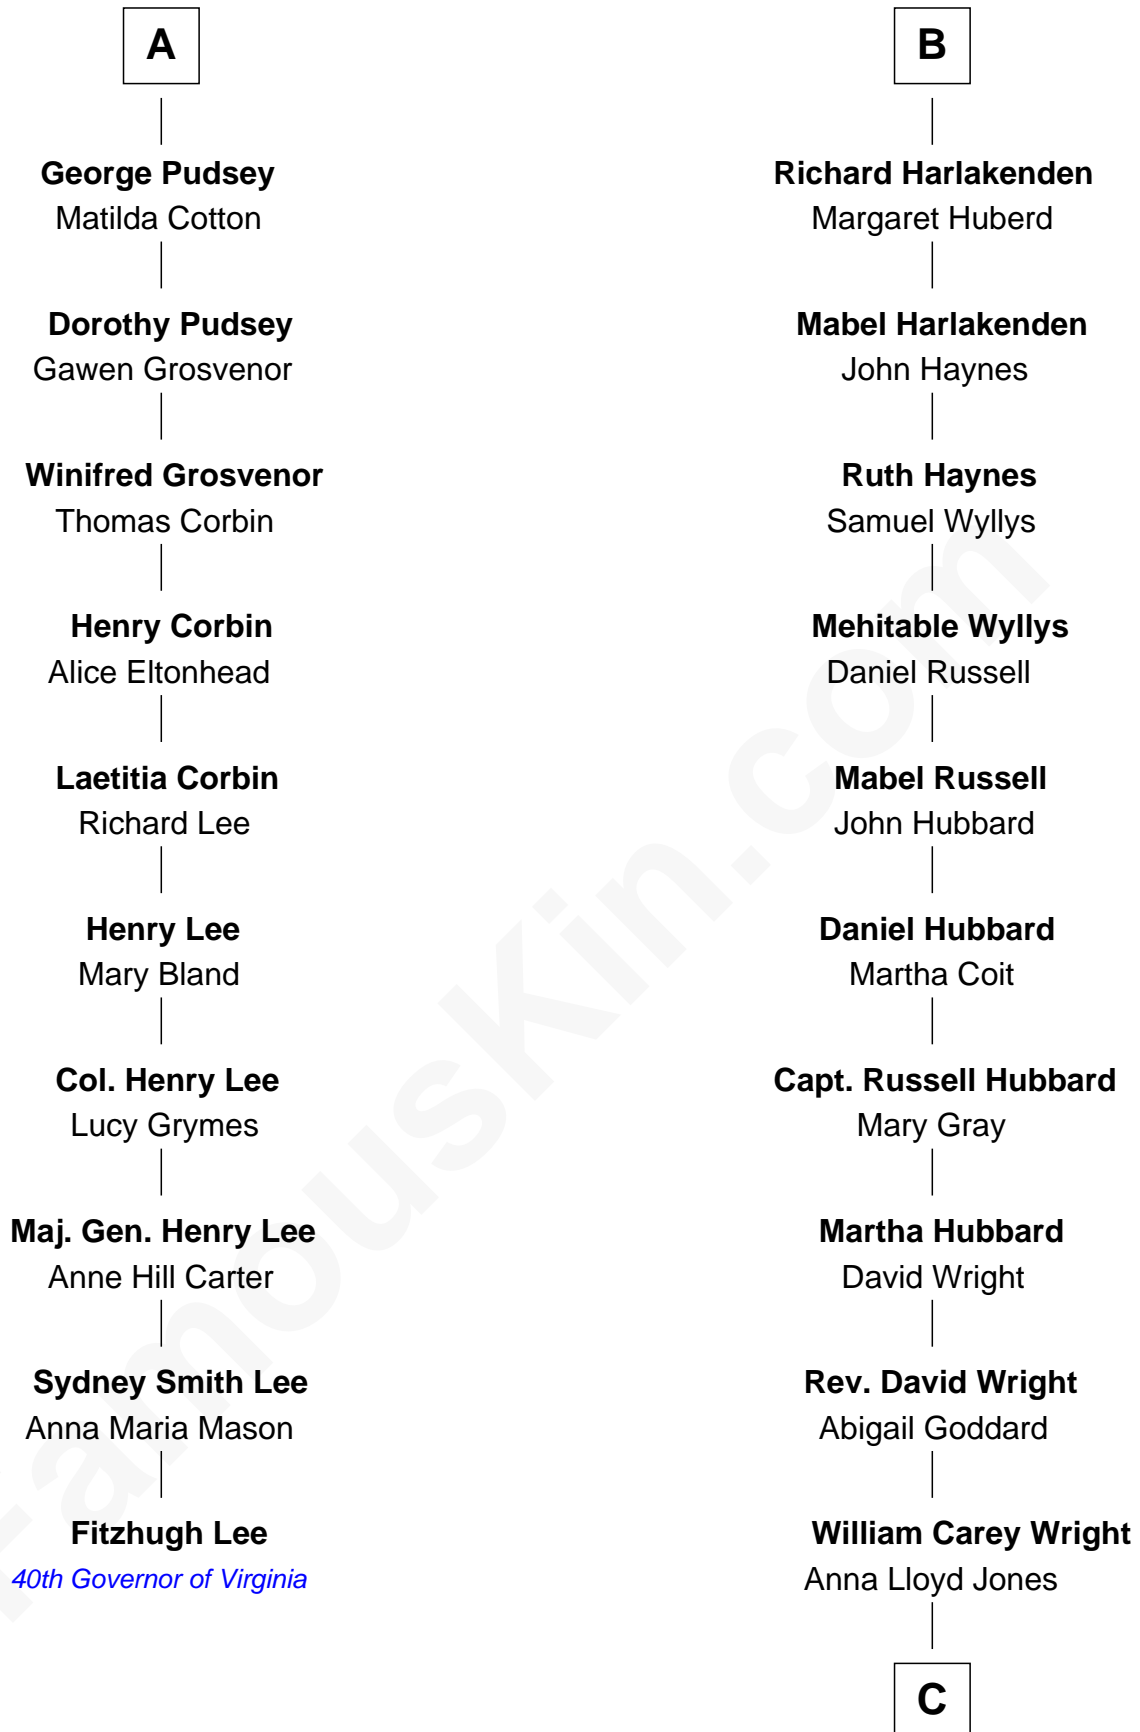 A
George Pudsey
Matilda Cotton
Dorothy Pudsey
Gawen Grosvenor
Winifred Grosvenor
Thomas Corbin
Henry Corbin
Alice Eltonhead
Laetitia Corbin
Richard Lee
Henry Lee
Mary Bland
Col. Henry Lee
Lucy Grymes
Maj. Gen. Henry Lee
Anne Hill Carter
Sydney Smith Lee
Anna Maria Mason
Fitzhugh Lee
40th Governor of Virginia
B
Richard Harlakenden
Margaret Huberd
Mabel Harlakenden
John Haynes
Ruth Haynes
Samuel Wyllys
Mehitable Wyllys
Daniel Russell
Mabel Russell
John Hubbard
Daniel Hubbard
Martha Coit
Capt. Russell Hubbard
Mary Gray
Martha Hubbard
David Wright
Rev. David Wright
Abigail Goddard
William Carey Wright
Anna Lloyd Jones
C
FamousKin.com